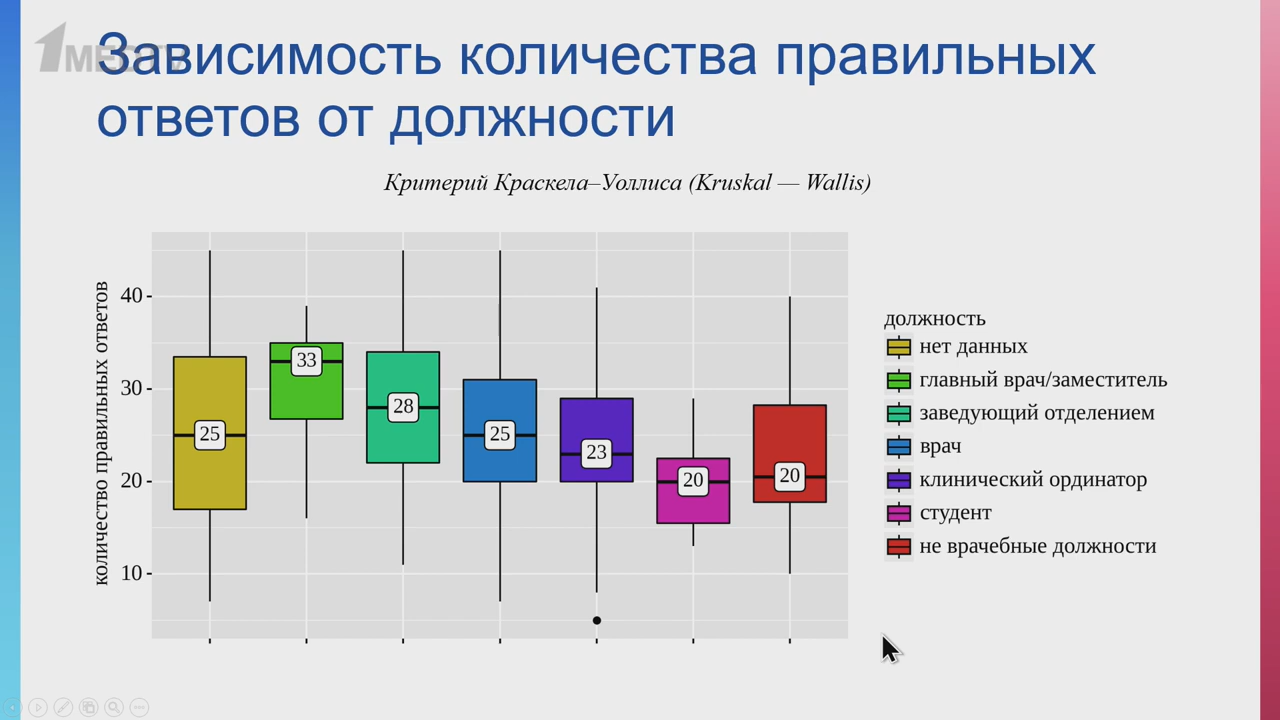 1МЕДTV
Зависимость количества правильных
ответов от должности
Критерий Краскела–Уоллиса (Kruskal — Wallis)
количество правильных ответов
40
30
20
10
25
33
28
25
23
20
20
должность
нет данных
главный врач/заместитель
заведующий отделением
врач
клинический ординатор
студент
не врачебные должности